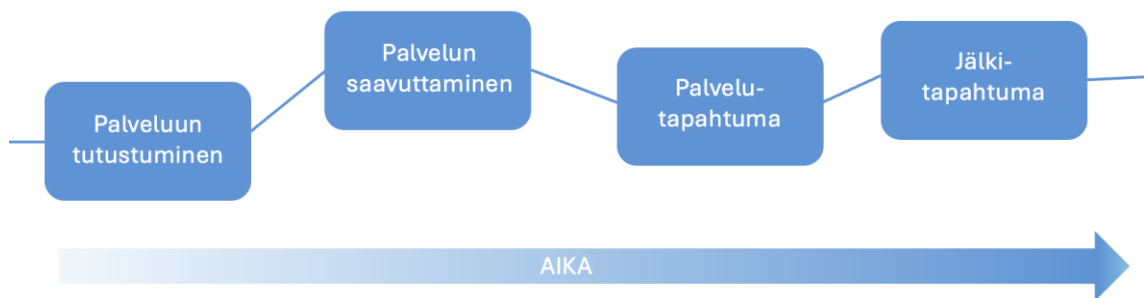 Palveluun
tutustuminen
Palvelun
saavuttaminen
Palvelu-
tapahtuma
Jälki-
tapahtuma
AIKA